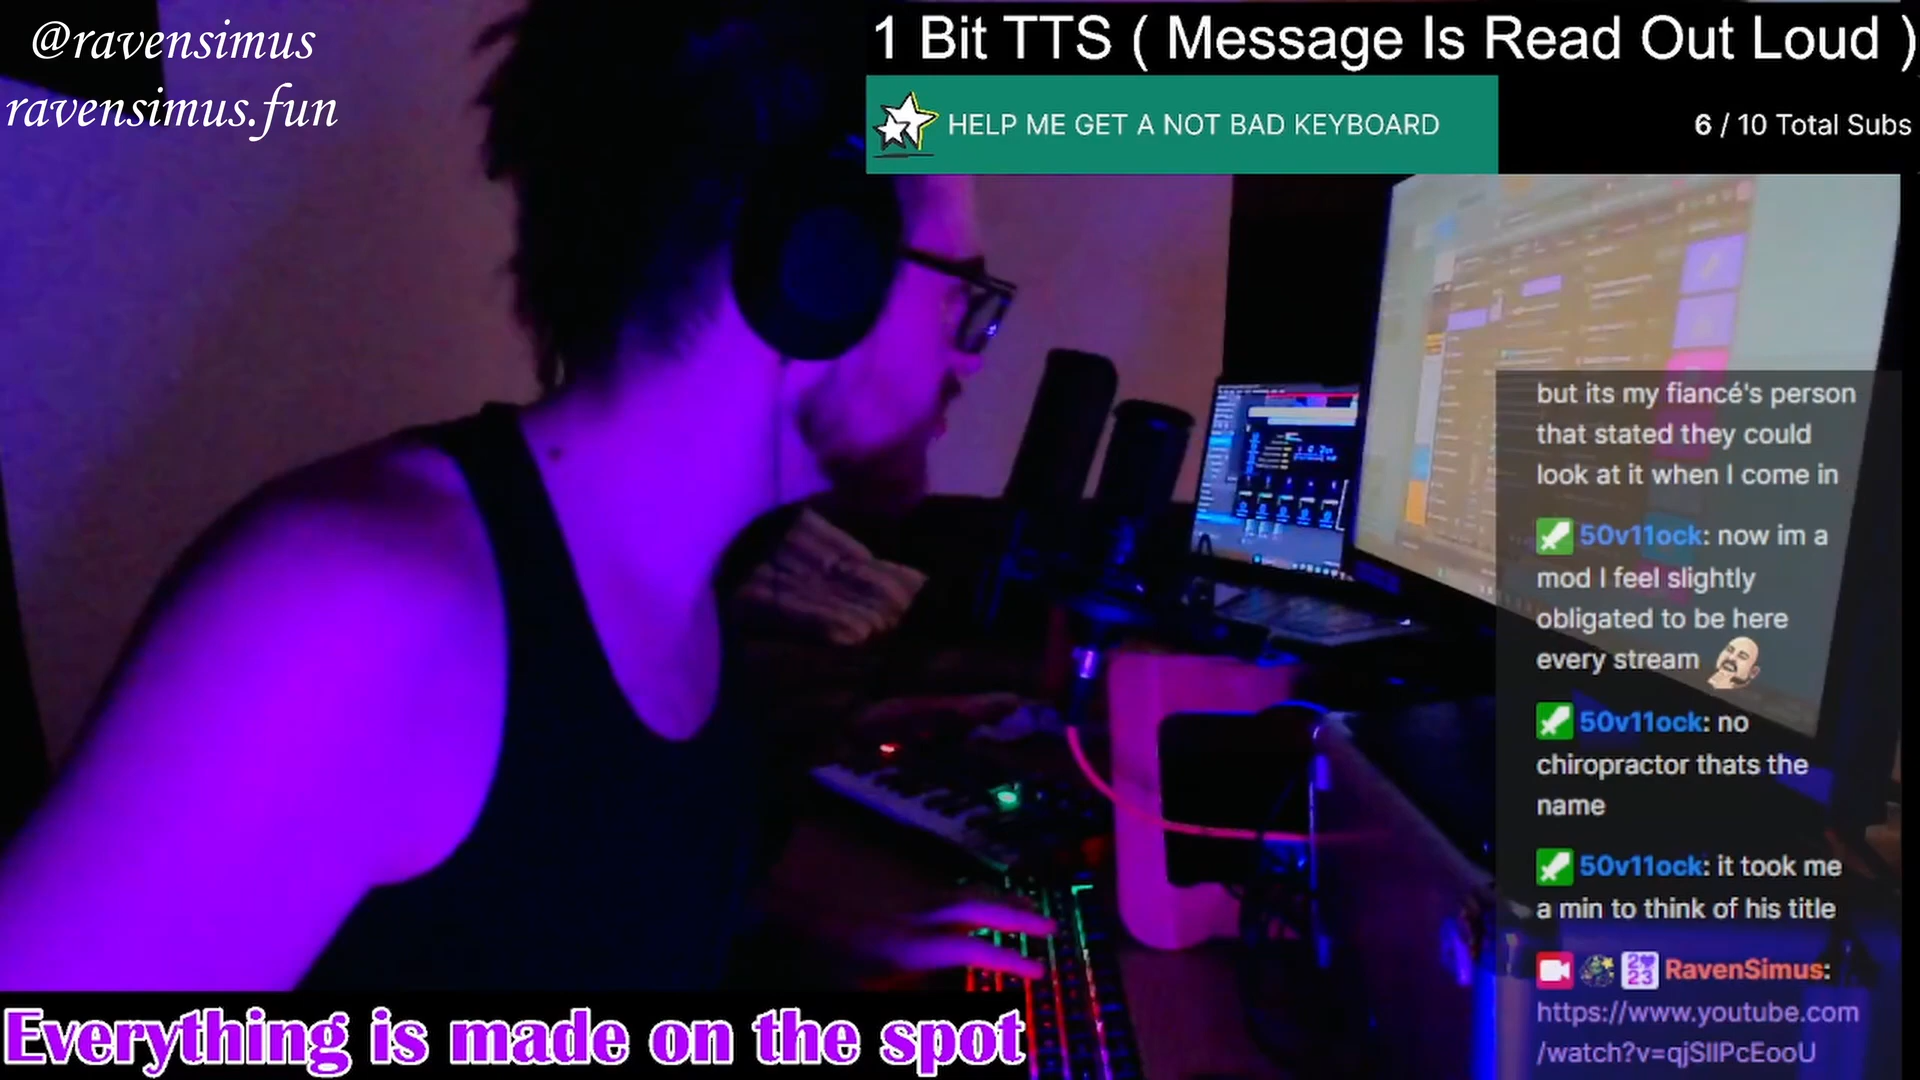 @ravensimus
ravensimus.fun
1 Bit TTS ( Message Is Read Out Loud )
HELP ME GET A NOT BAD KEYBOARD
6 / 10 Total Subs
but its my fiancé's person
that stated they could
look at it when I come in
50v11ock: now im a
mod I feel slightly
obligated to be here
every stream
50v11ock: no
chiropractor thats the
name
50v11ock: it took me
a min to think of his title
RavenSimus:
https://www.youtube.com
/watch?v=qjSIIPcEooU
Everything is made on the spot